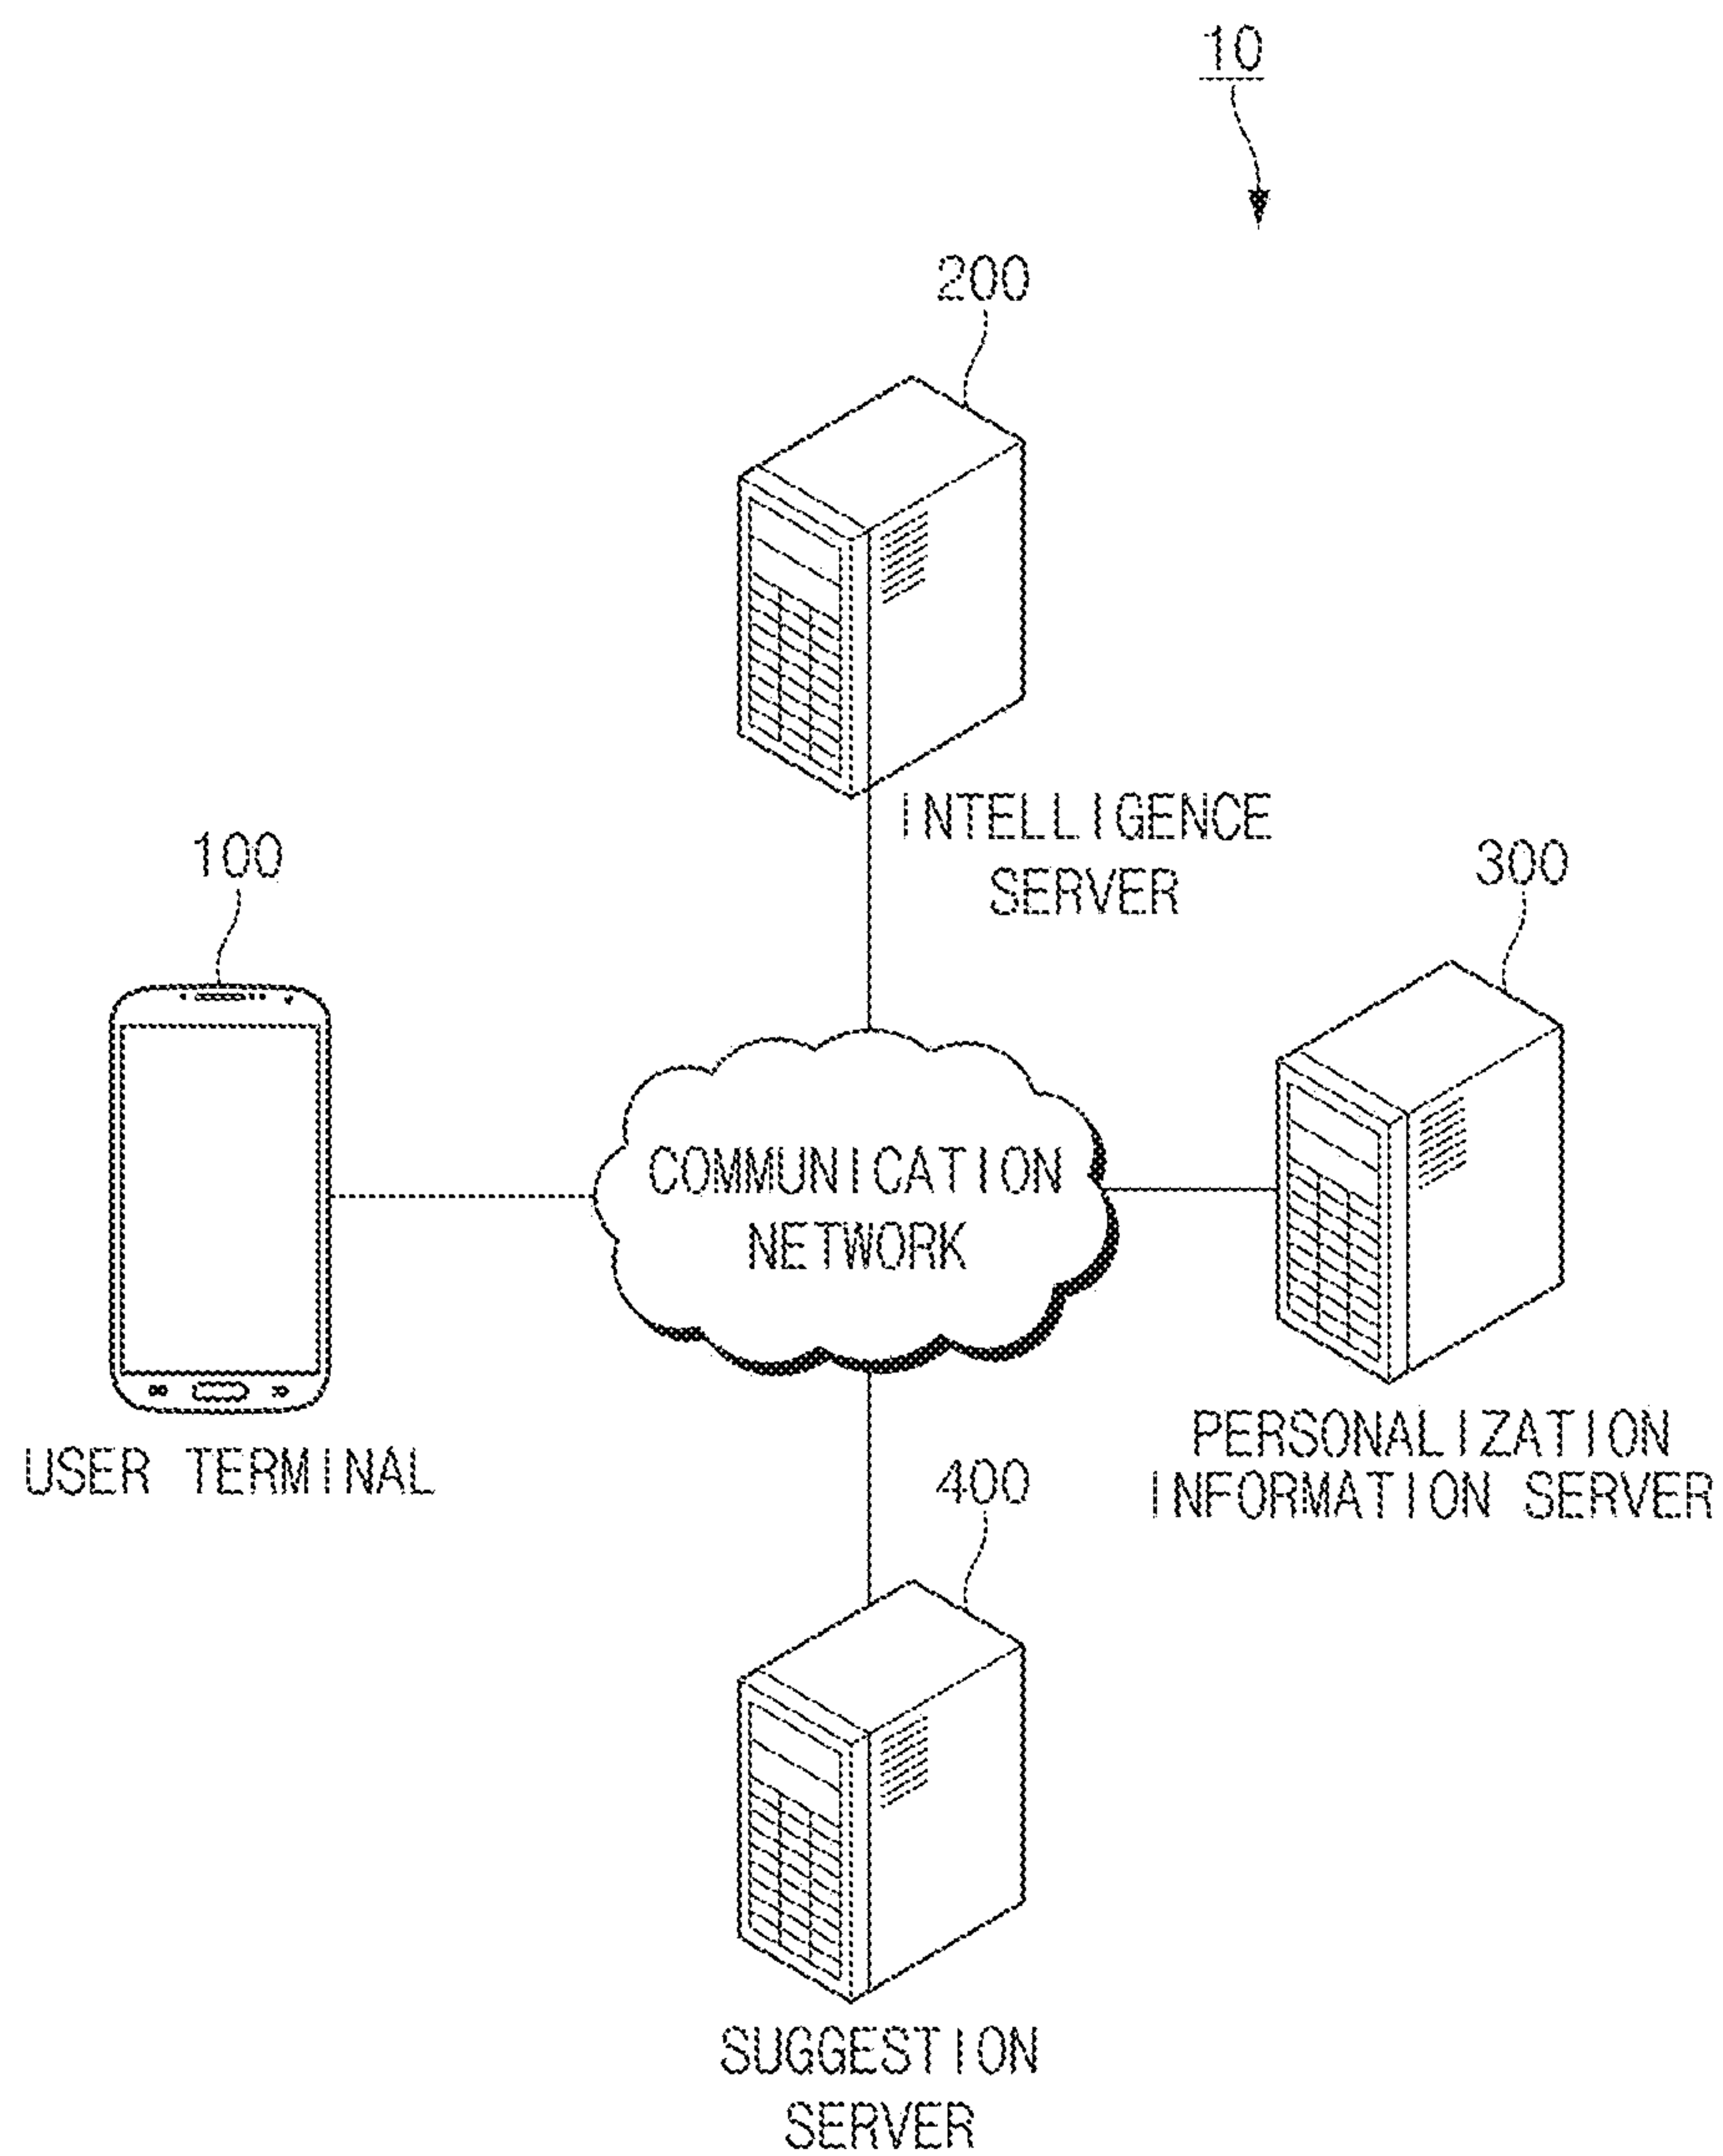 10
200
INTELLIGENCE
SERVER
100
300
COMMUNICATION
NETWORK
USER TERMINAL
PERSONALIZATION
INFORMATION SERVER
400
SUGGESTION
SERVER